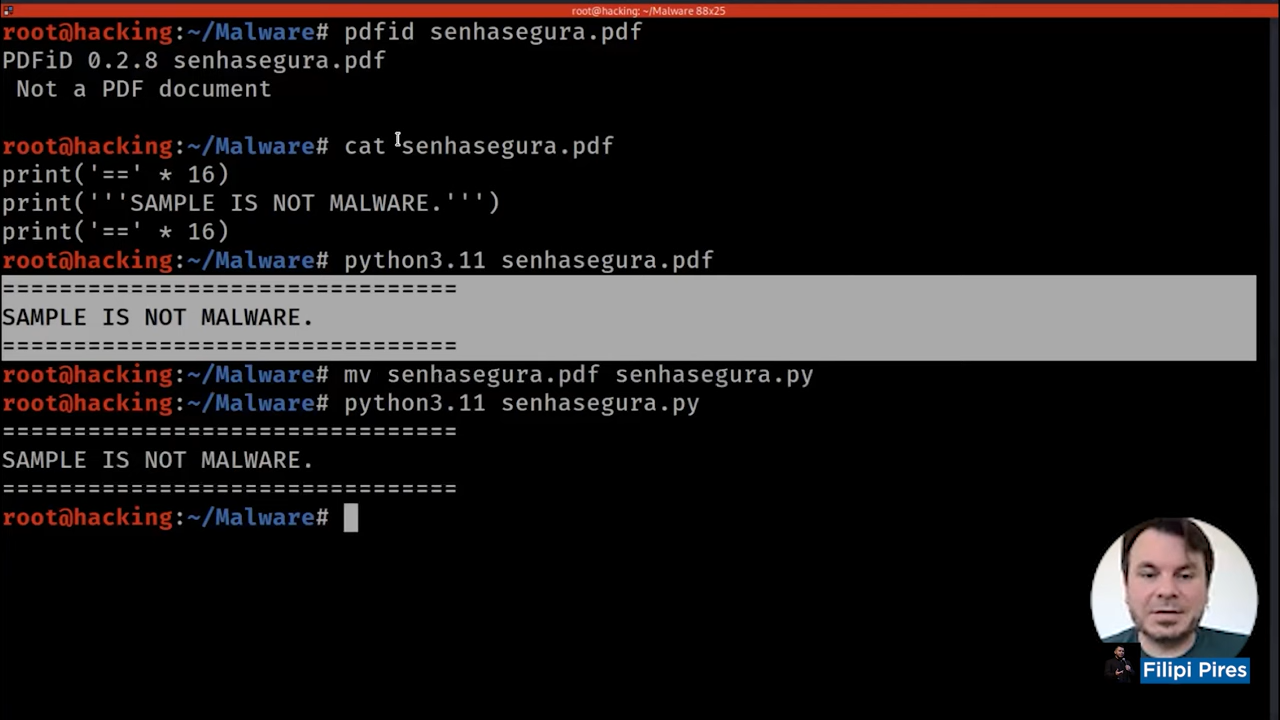 root@hacking: ~/Malware 88x25
root@hacking:~/Malware# pdfid senhasegura.pdf
PDFiD 0.2.8 senhasegura.pdf
 Not a PDF document
root@hacking:~/Malware# cat senhasegura.pdf
print('==' * 16)
print('''SAMPLE IS NOT MALWARE.''')
print('==' * 16)
root@hacking:~/Malware# python3.11 senhasegura.pdf
================================
SAMPLE IS NOT MALWARE.
================================
root@hacking:~/Malware# mv senhasegura.pdf senhasegura.py
root@hacking:~/Malware# python3.11 senhasegura.py
================================
SAMPLE IS NOT MALWARE.
================================
root@hacking:~/Malware#
Filipi Pires